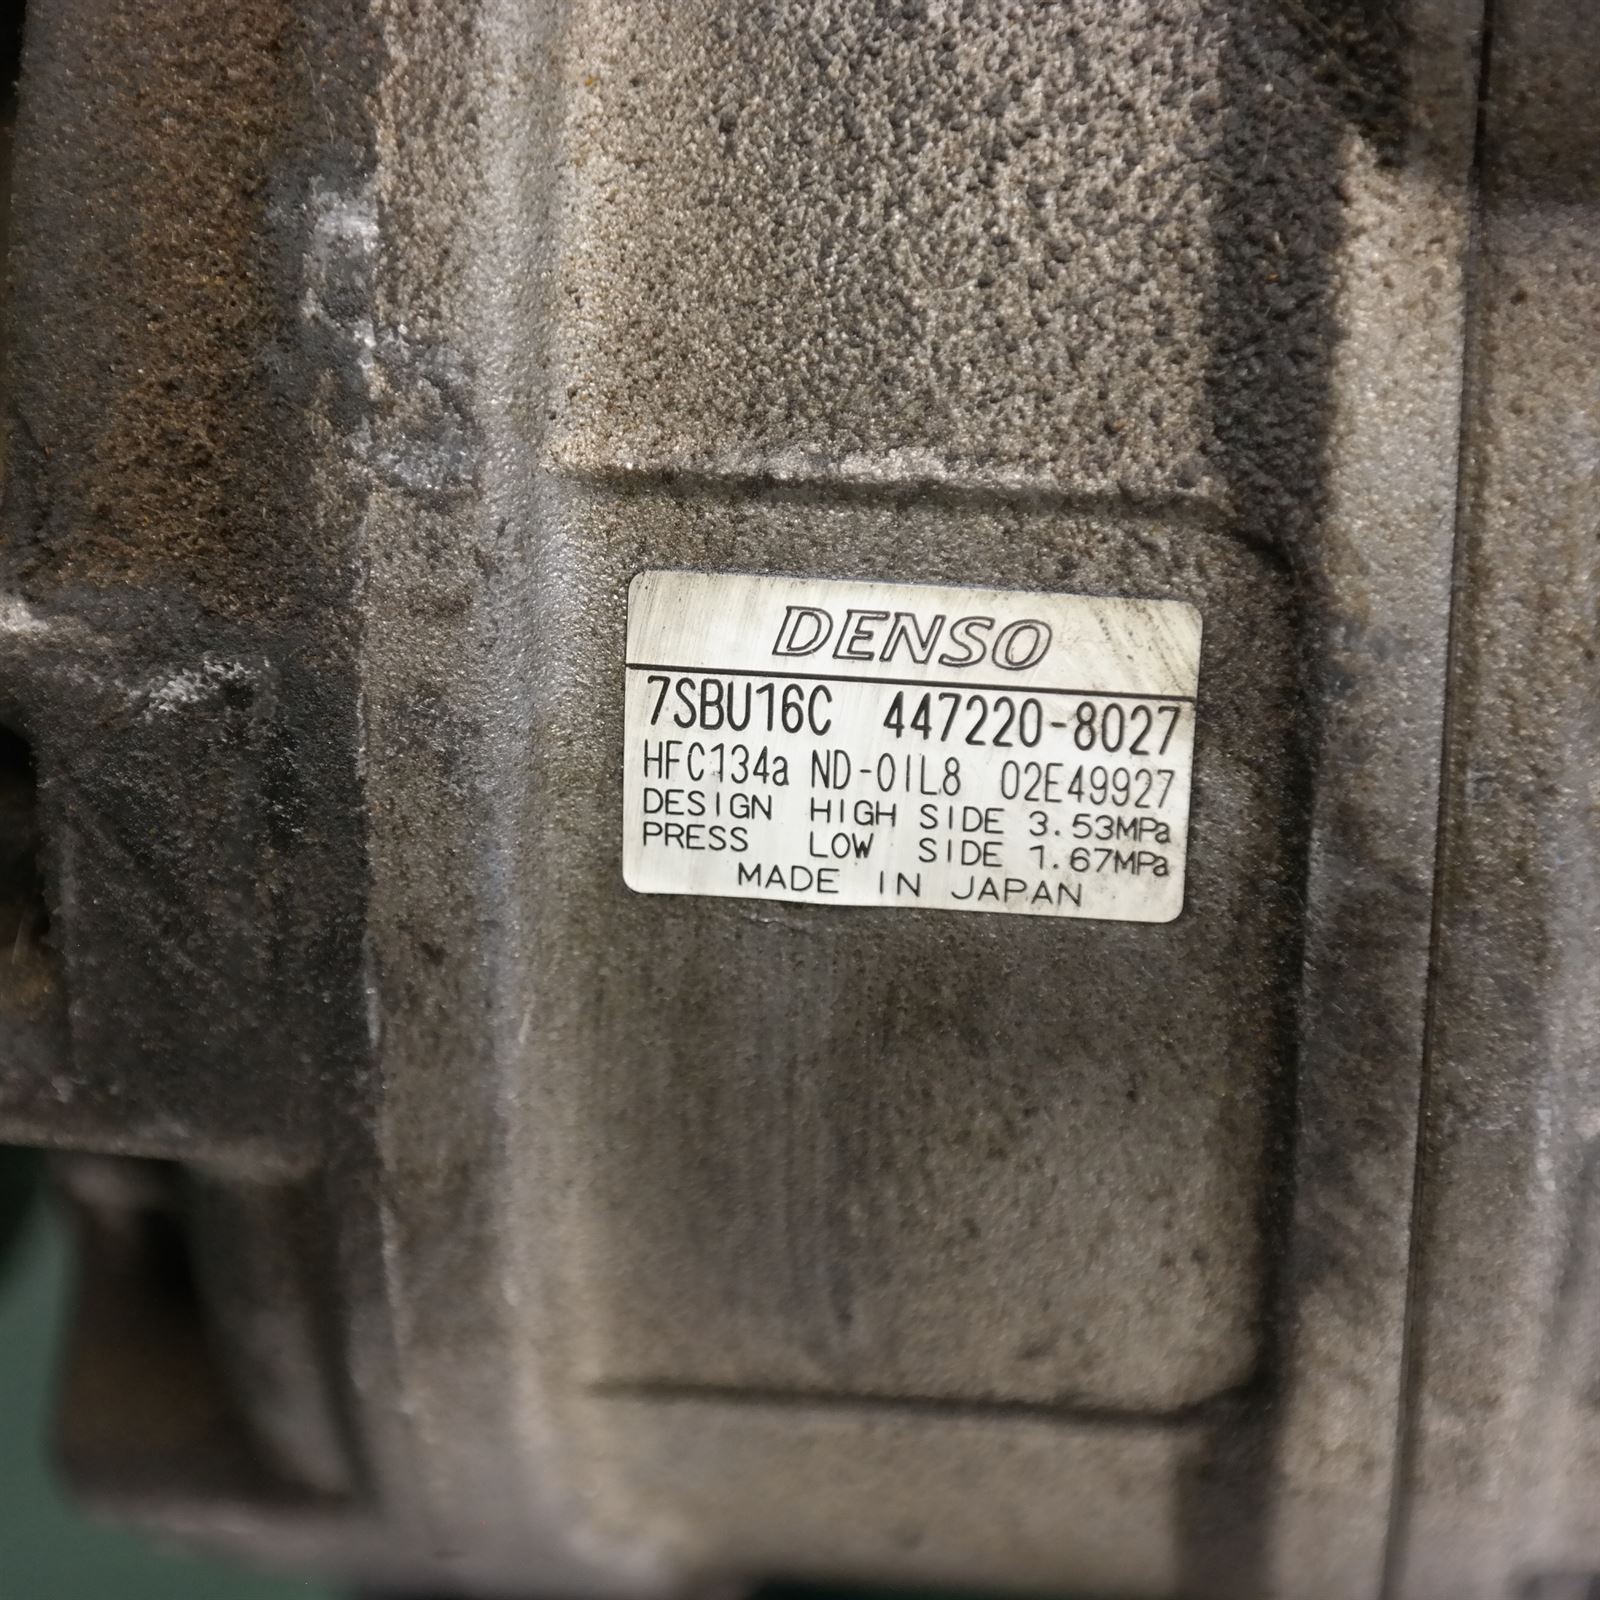 DENSO
7SBU16C 447220-8027
HFC134a ND-OIL8 02E49927
DESIGN HIGH SIDE 3.53MPa
PRESS LOW SIDE 1.67MPa
MADE IN JAPAN